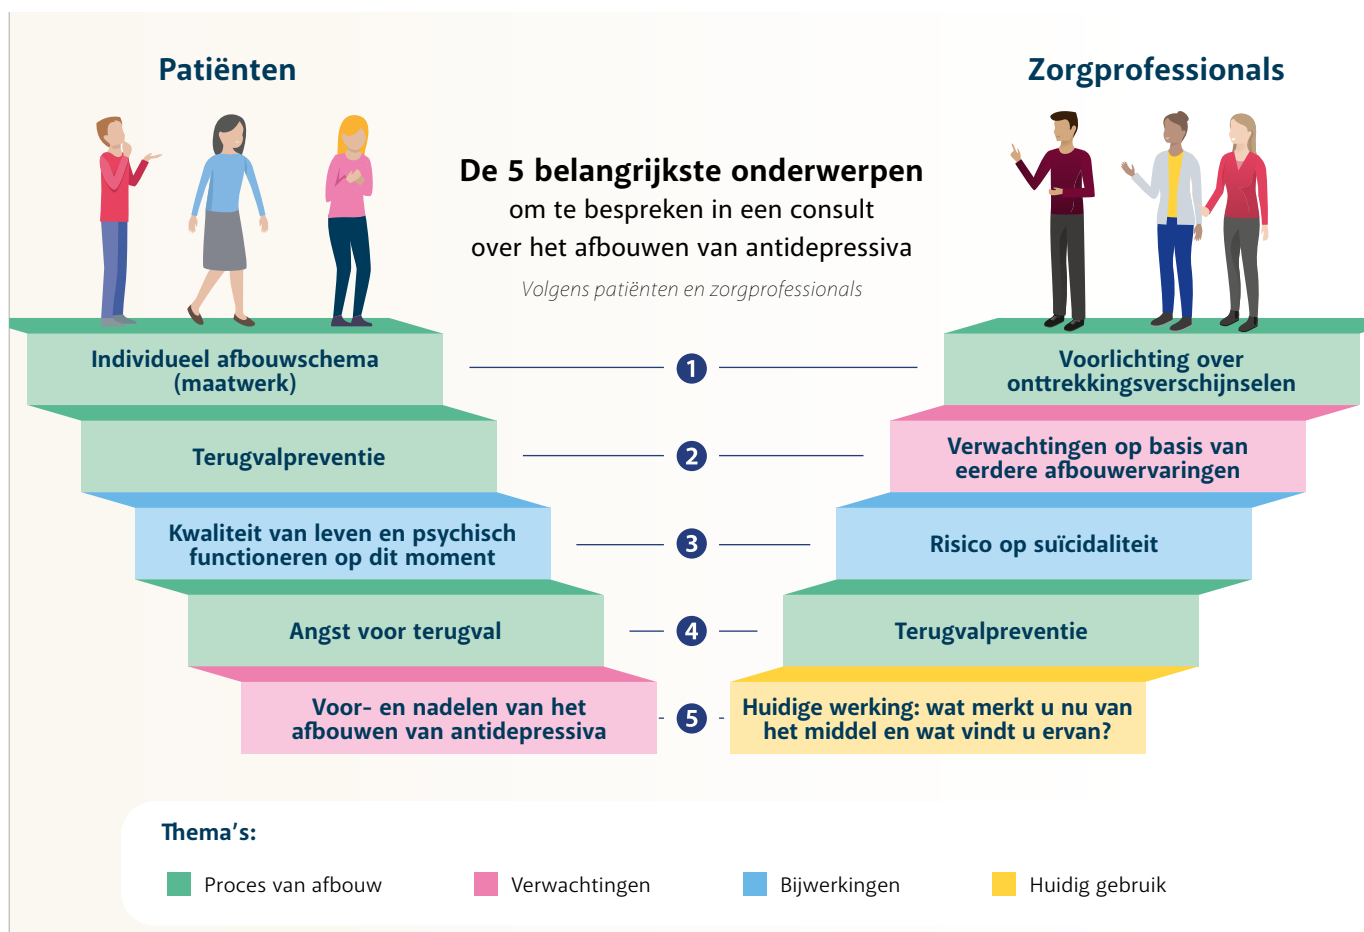 Patiënten
Zorgprofessionals
De 5 belangrijkste onderwerpen
om te bespreken in een consult
over het afbouwen van antidepressiva
Volgens patiënten en zorgprofessionals
Individueel afbouwschema
(maatwerk)
1
Voorlichting over
onttrekkingsverschijnselen
Terugvalpreventie
2
Verwachtingen op basis van
eerdere afbouwervaringen
Kwaliteit van leven en psychisch
functioneren op dit moment
3
Risico op suïcidaliteit
Angst voor terugval
4
Terugvalpreventie
Voor- en nadelen van het
afbouwen van antidepressiva
5
Huidige werking: wat merkt u nu van
het middel en wat vindt u ervan?
Thema's:
Proces van afbouw
Verwachtingen
Bijwerkingen
Huidig gebruik